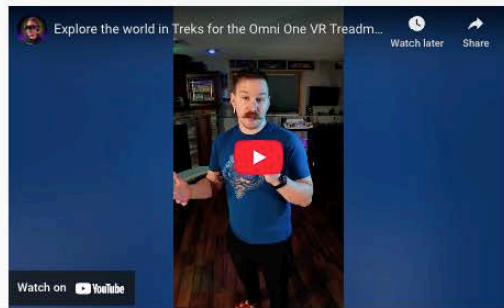 Explore the world in Treks for the Omni One VR Treadm...
Watch later
Share
Watch on YouTube